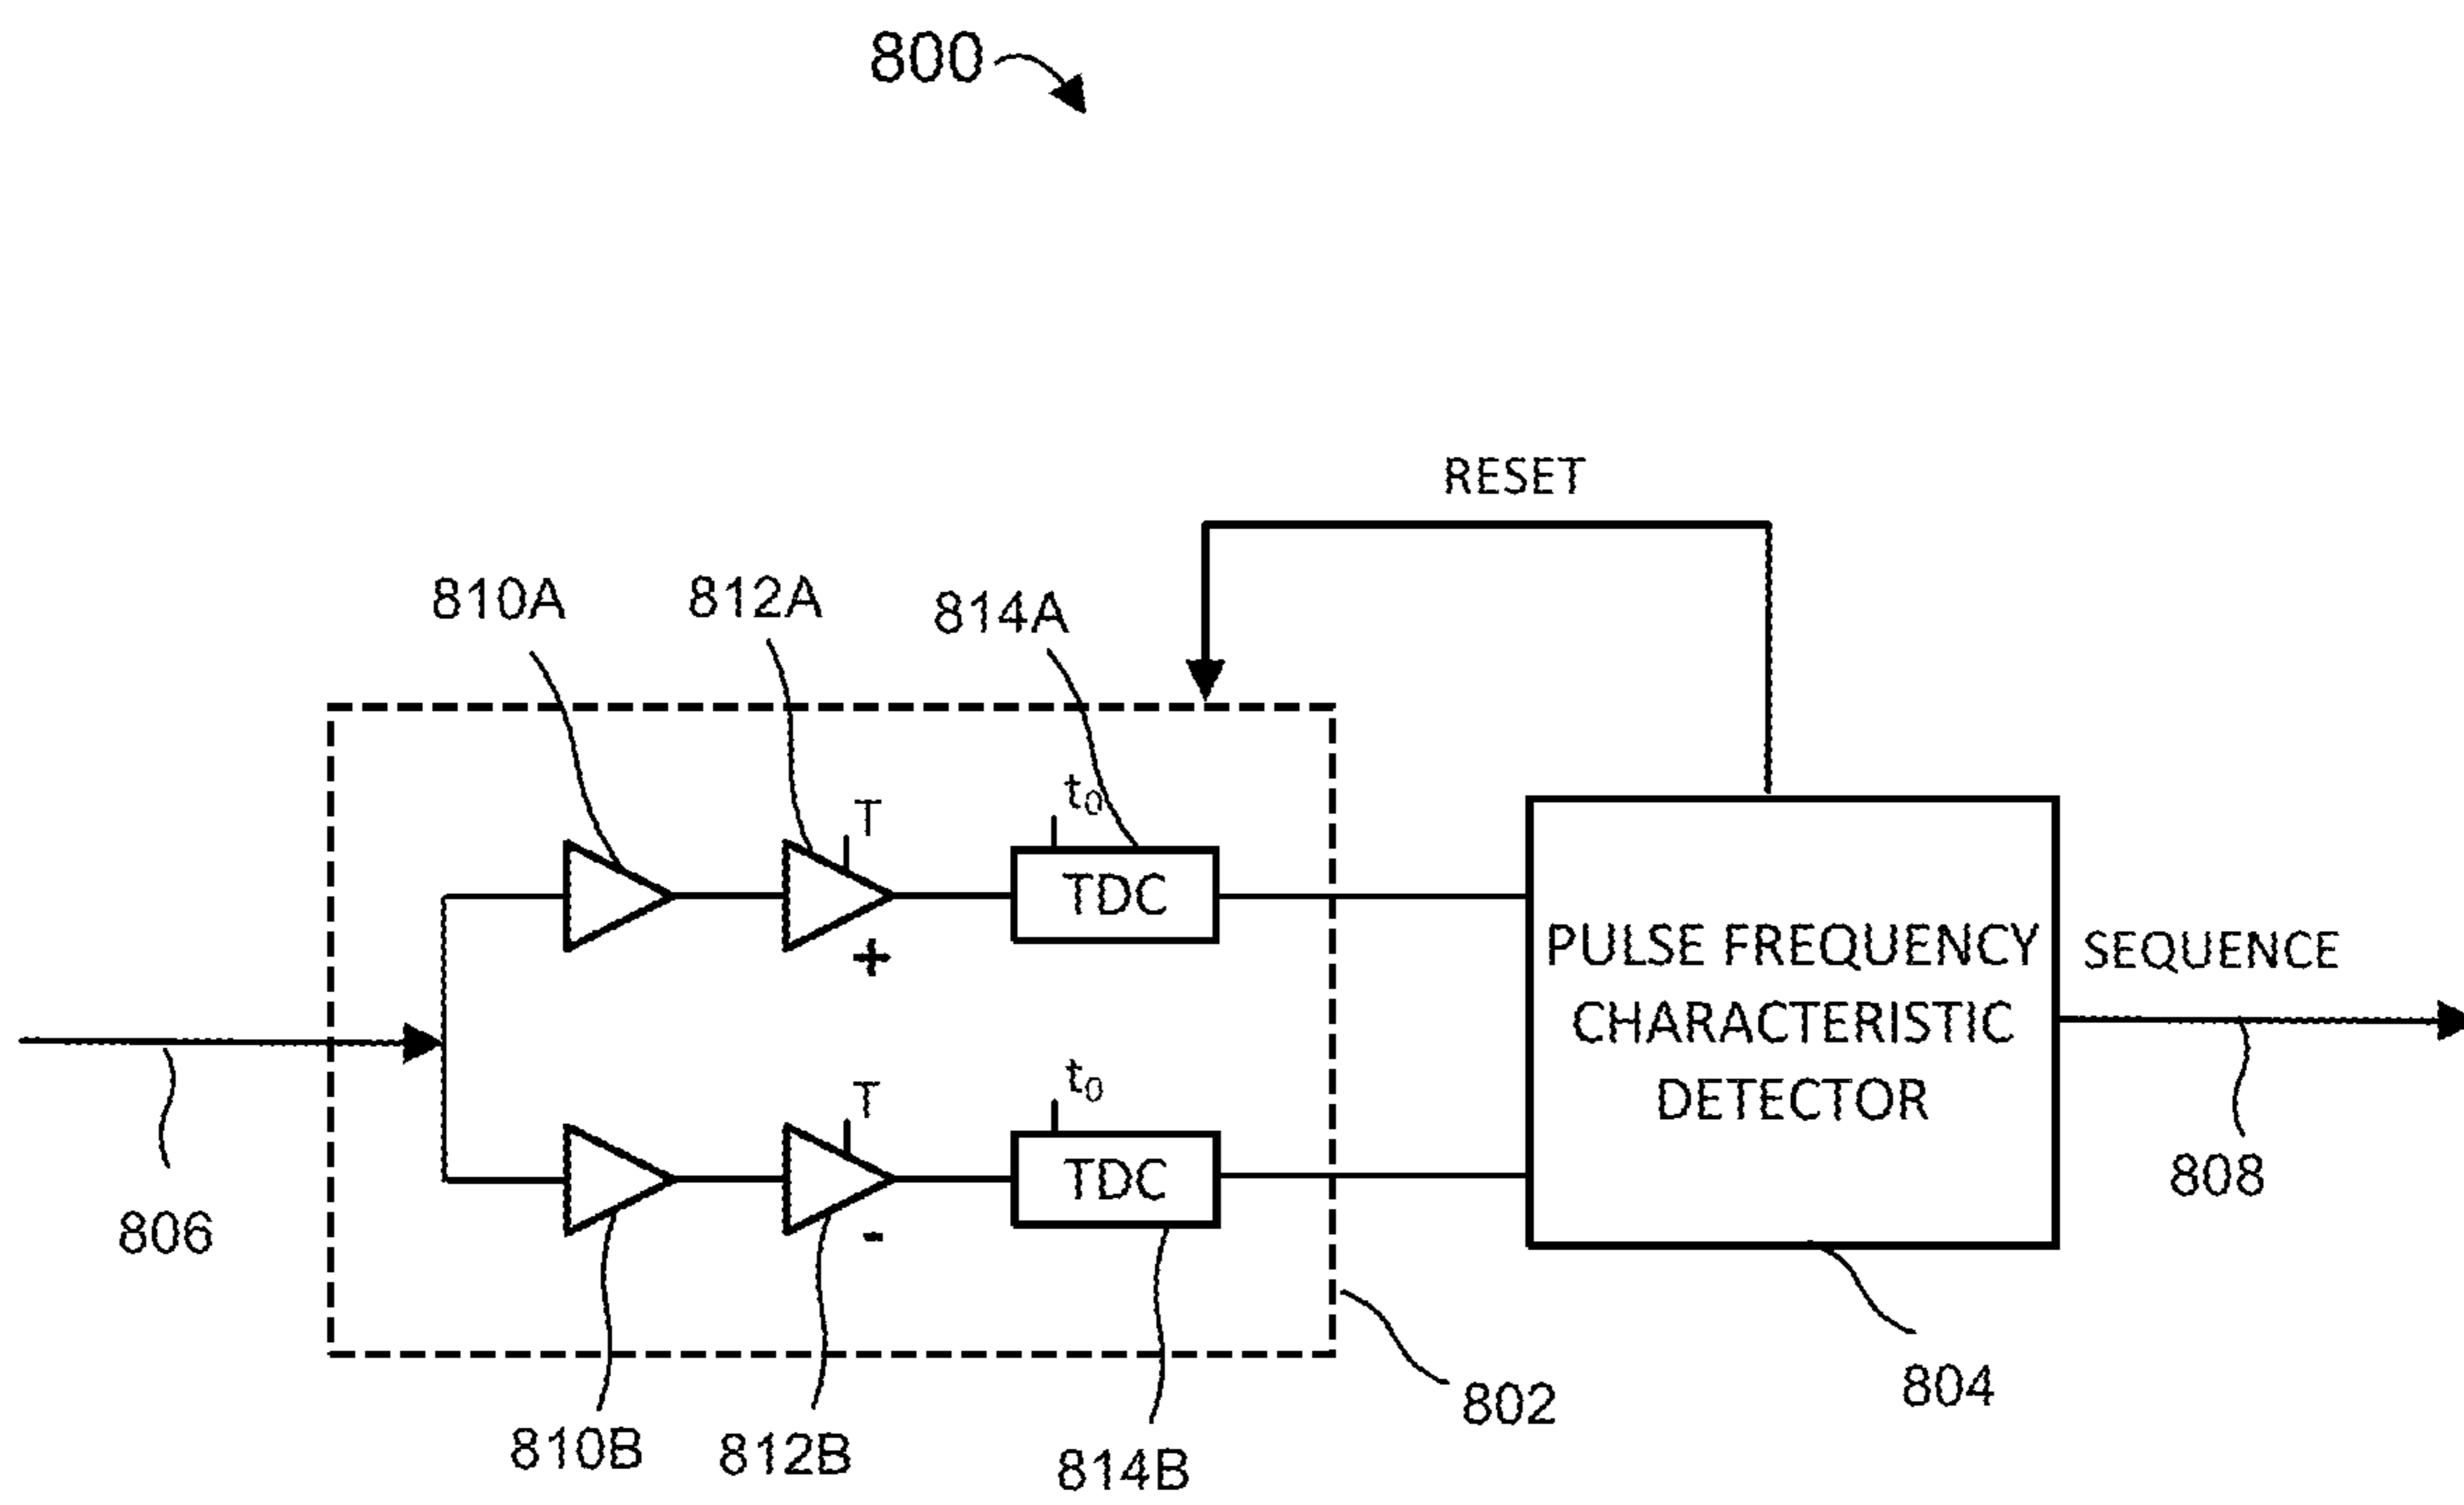 800
RESET
810A
812A
814A
t0
T
TDC
+
PULSE FREQUENCY
CHARACTERISTIC
DETECTOR
SEQUENCE
t0
T
TDC
-
806
808
802
804
810B
812B
814B